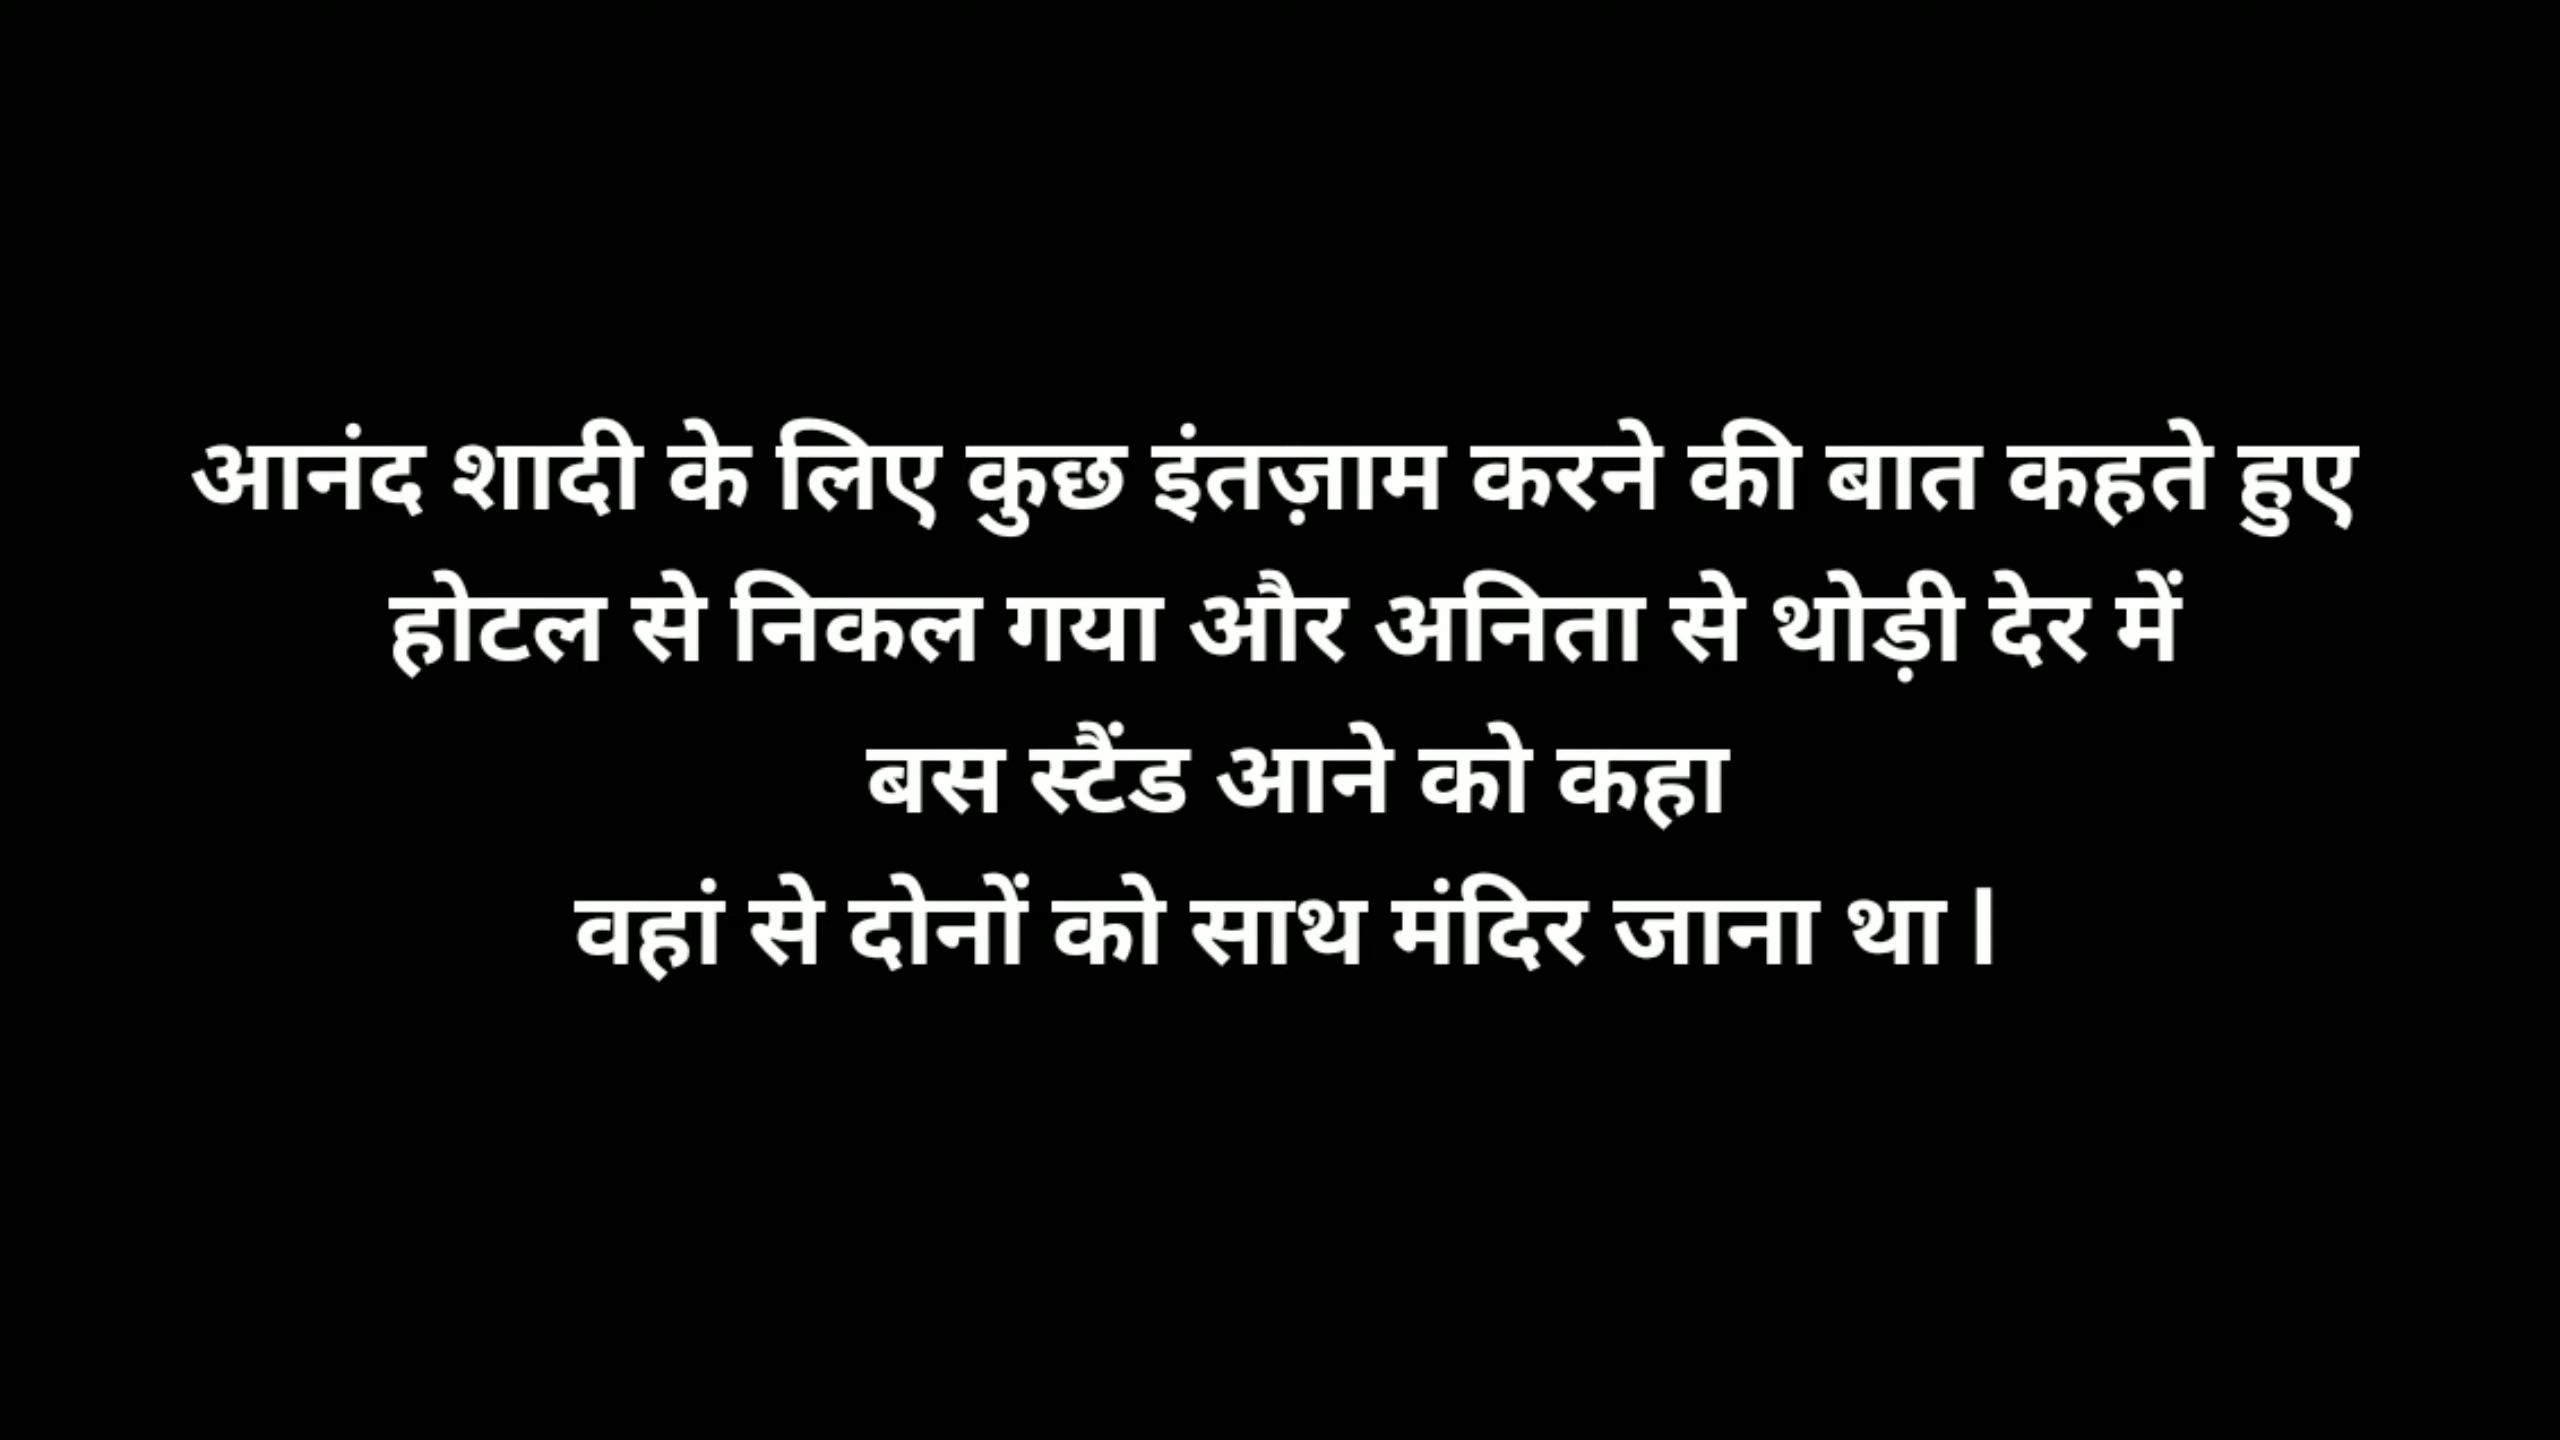 आनंद शादी के लिए कुछ इंतज़ाम करने की बात कहते हुए
होटल से निकल गया और अनिता से थोड़ी देर में
बस स्टैंड आने को कहा
वहां से दोनों को साथ मंदिर जाना था l